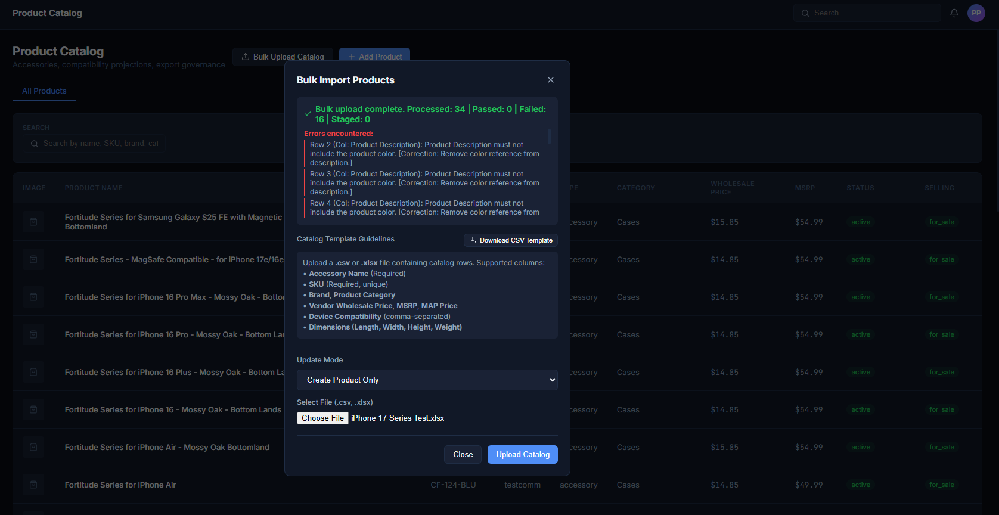 Product Catalog
Search...
PP
Product Catalog
Accessories, compatibility projections, export governance
Bulk Upload Catalog
+ Add Product
All Products
SEARCH
Search by name, SKU, brand, cat
IMAGE
PRODUCT NAME
PE
CATEGORY
WHOLESALE
PRICE
MSRP
STATUS
SELLING
Fortitude Series for Samsung Galaxy S25 FE with Magnetic
Bottomland
cessory
Cases
$15.85
$54.99
active
for_sale
Fortitude Series - MagSafe Compatible - for iPhone 17e/16e
cessory
Cases
$14.85
$54.99
active
for_sale
Fortitude Series for iPhone 16 Pro Max - Mossy Oak - Bottom
cessory
Cases
$14.85
$54.99
active
for_sale
Fortitude Series for iPhone 16 Pro - Mossy Oak - Bottom Lan
cessory
Cases
$14.85
$54.99
active
for_sale
Fortitude Series for iPhone 16 Plus - Mossy Oak - Bottom La
cessory
Cases
$14.85
$54.99
active
for_sale
Fortitude Series for iPhone 16 - Mossy Oak - Bottom Lands
cessory
Cases
$14.85
$54.99
active
for_sale
Fortitude Series for iPhone Air - Mossy Oak Bottomland
cessory
Cases
$15.85
$54.99
active
for_sale
Fortitude Series for iPhone Air
CF-124-BLU
testcomm
accessory
Cases
$14.85
$49.99
active
for_sale
Bulk Import Products
Bulk upload complete. Processed: 34 | Passed: 0 | Failed:
16 | Staged: 0
Errors encountered:
Row 2 (Col: Product Description): Product Description must not
include the product color. [Correction: Remove color reference from
description.]
Row 3 (Col: Product Description): Product Description must not
include the product color. [Correction: Remove color reference from
description.]
Row 4 (Col: Product Description): Product Description must not
include the product color. [Correction: Remove color reference from
Catalog Template Guidelines
Download CSV Template
Upload a .csv or .xlsx file containing catalog rows. Supported columns:
• Accessory Name (Required)
• SKU (Required, unique)
• Brand, Product Category
• Vendor Wholesale Price, MSRP, MAP Price
• Device Compatibility (comma-separated)
• Dimensions (Length, Width, Height, Weight)
Update Mode
Create Product Only
Select File (.csv, .xlsx)
Choose File iPhone 17 Series Test.xlsx
Close
Upload Catalog